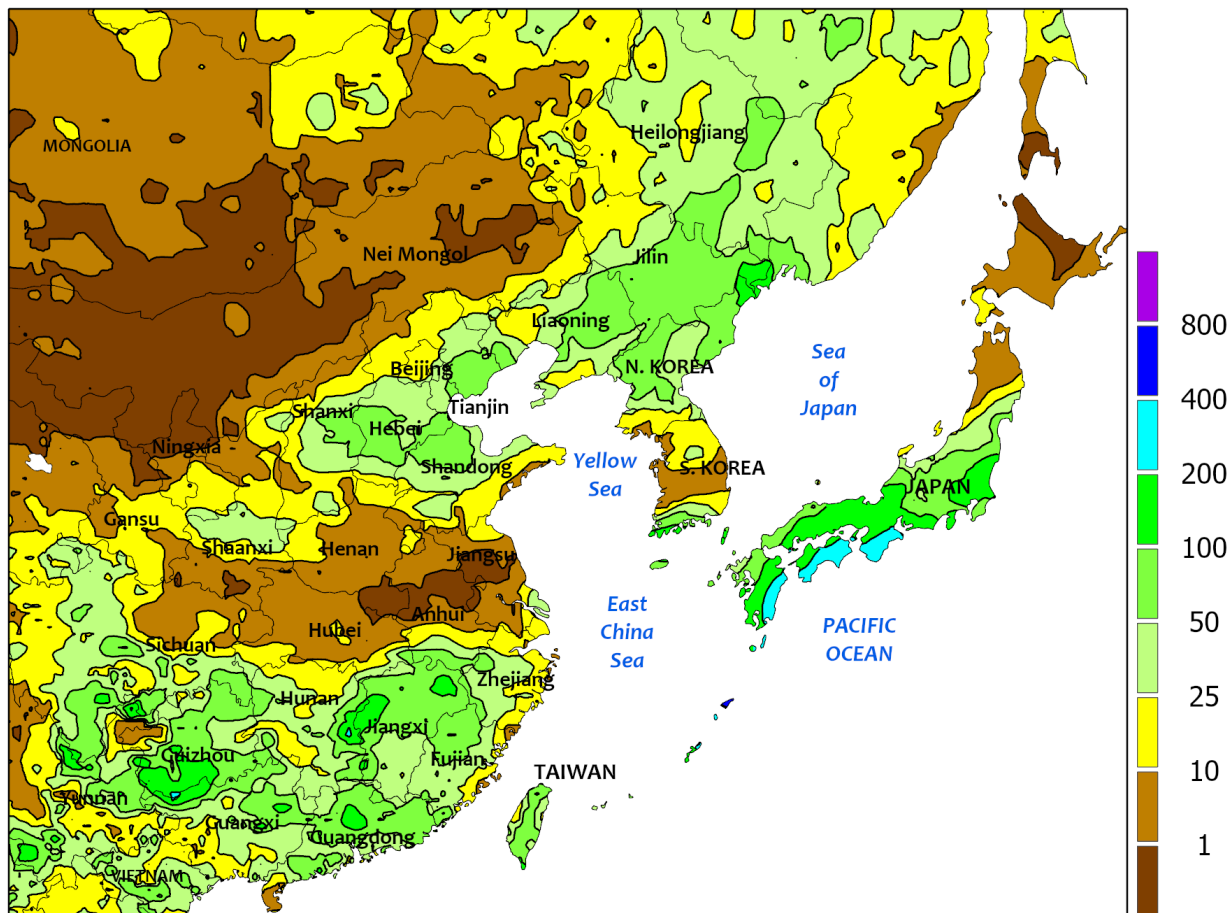 Heilongjiang
MONGOLIA
Nei Mongol
Jilin
Liaoning
800
Sea
of
Japan
Beijing
N. KOREA
400
Shanxi
Tianjin
Hebei
Ningxia
Yellow
Sea
Shandong
S. KOREA
200
JAPAN
Gansu
Shaanxi
Henan
Jiangsu
100
East
China
Sea
Anhui
Hubei
PACIFIC
OCEAN
50
Sichuan
Zhejiang
Hunan
25
Jiangxi
Guizhou
Fujian
TAIWAN
10
Yunnan
Guangxi
Guangdong
1
VIETNAM